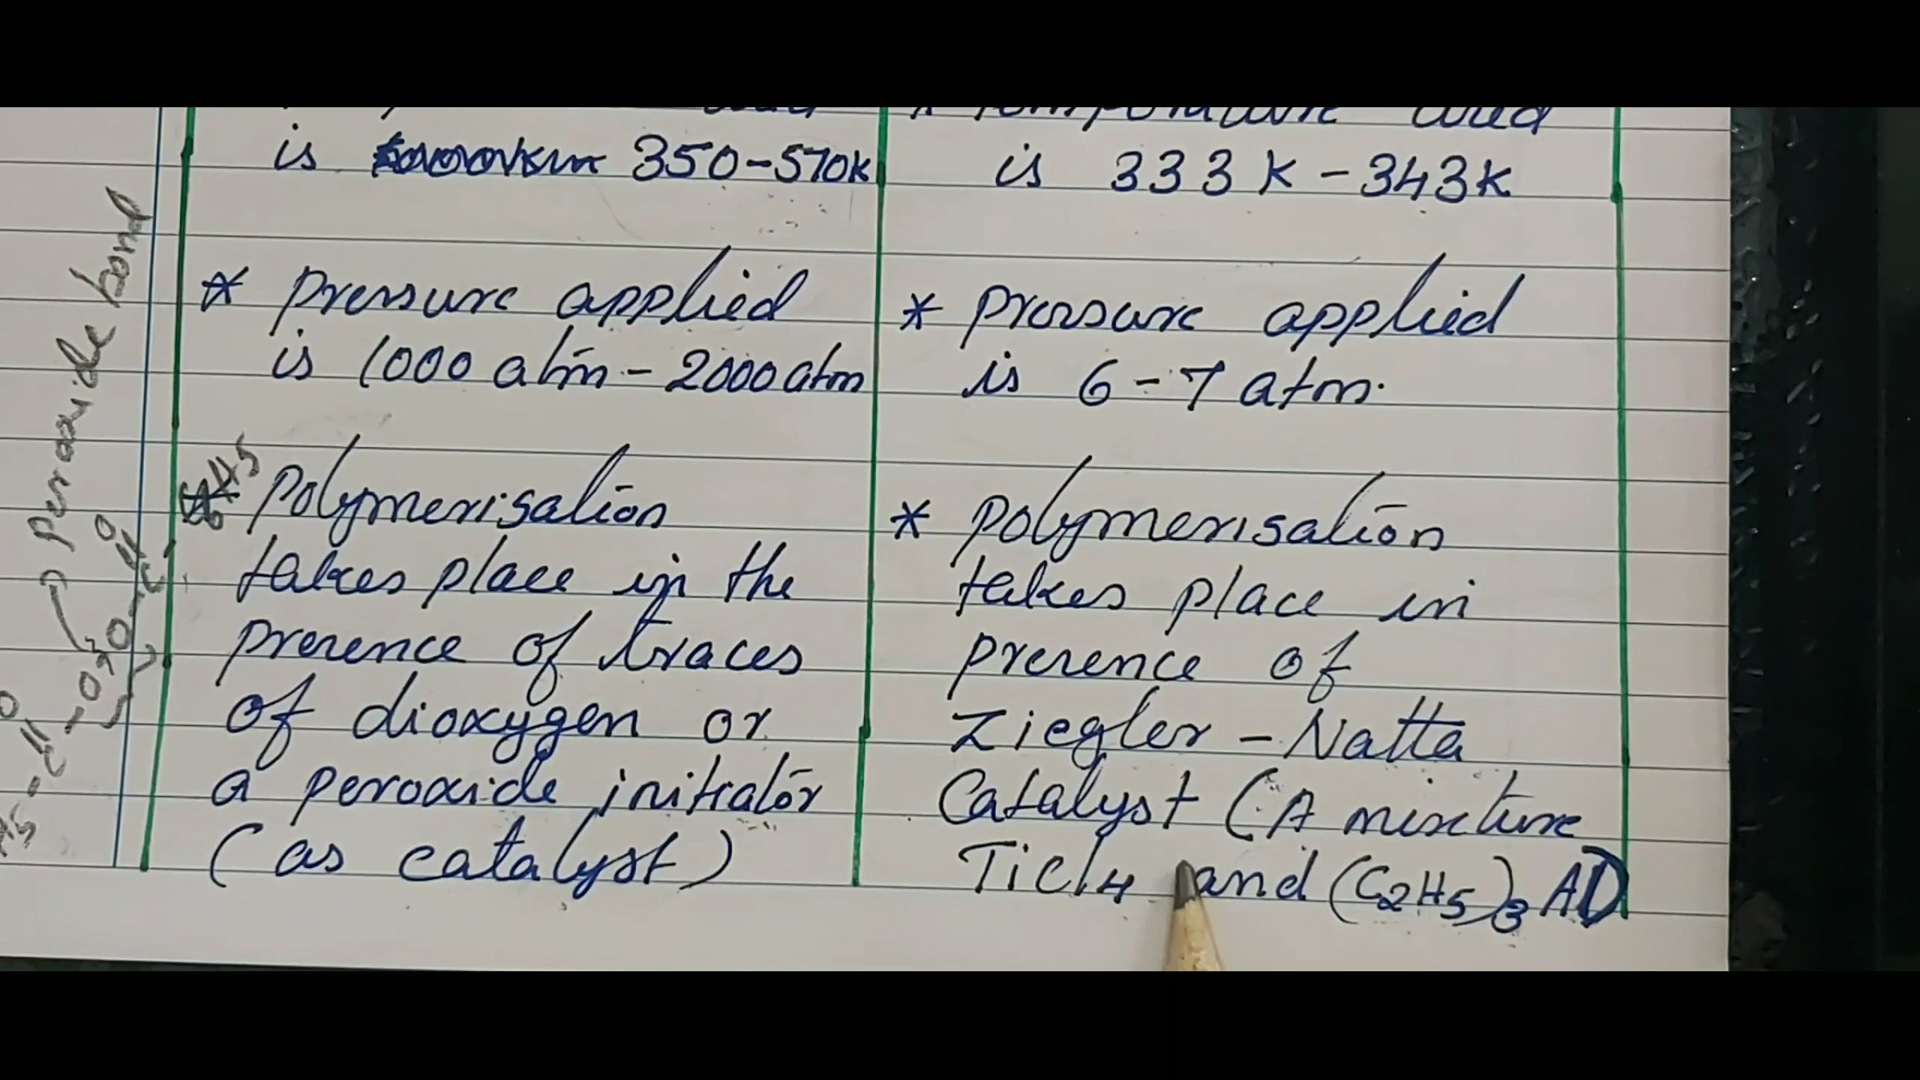 is 350-570K
* pressure applied
is 1000 atm - 2000 atm
* polymerisation
takes place in the
presence of traces
of dioxygen or
a peroxide initiator
(as catalyst)
* temperature used
is 333 K - 343K
* pressure applied
is 6-7 atm.
* polymerisation
takes place in
presence of
Ziegler - Natta
Catalyst (A mixture
TiCl4 and (C2H5)3 Al)
peroxide bond